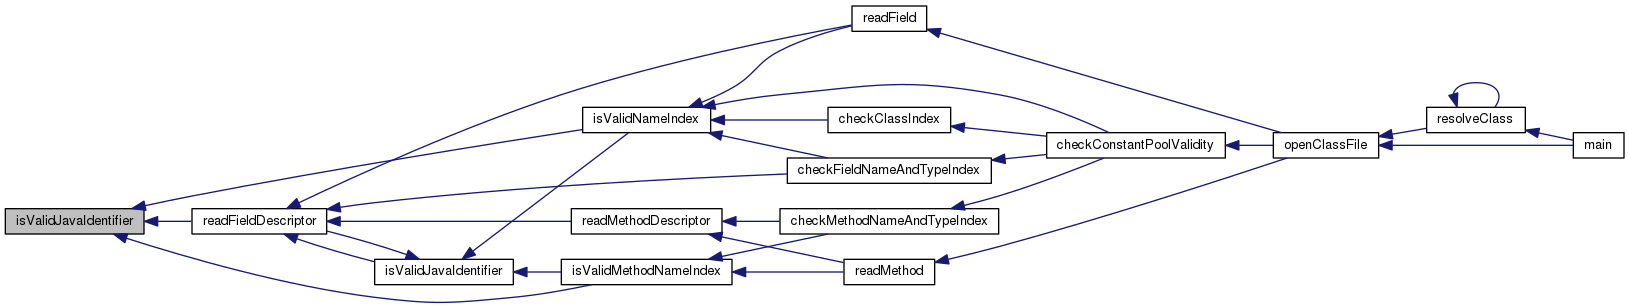 readField
isValidNameIndex
checkClassIndex
resolveClass
checkConstantPoolValidity
openClassFile
main
checkFieldNameAndTypeIndex
isValidJavaIdentifier
readFieldDescriptor
readMethodDescriptor
checkMethodNameAndTypeIndex
isValidJavaIdentifier
isValidMethodNameIndex
readMethod